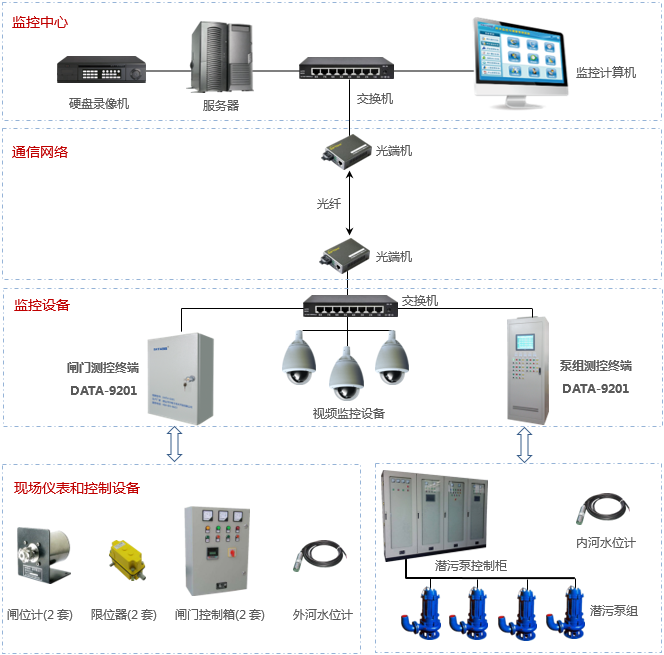 监控中心
硬盘录像机
服务器
交换机
监控计算机
通信网络
光端机
光纤
光端机
监控设备
交换机
闸门测控终端
DATA-9201
视频监控设备
泵组测控终端
DATA-9201
现场仪表和控制设备
闸位计(2 套)
限位器(2 套)
闸门控制箱(2 套)
外河水位计
内河水位计
潜污泵控制柜
潜污泵组